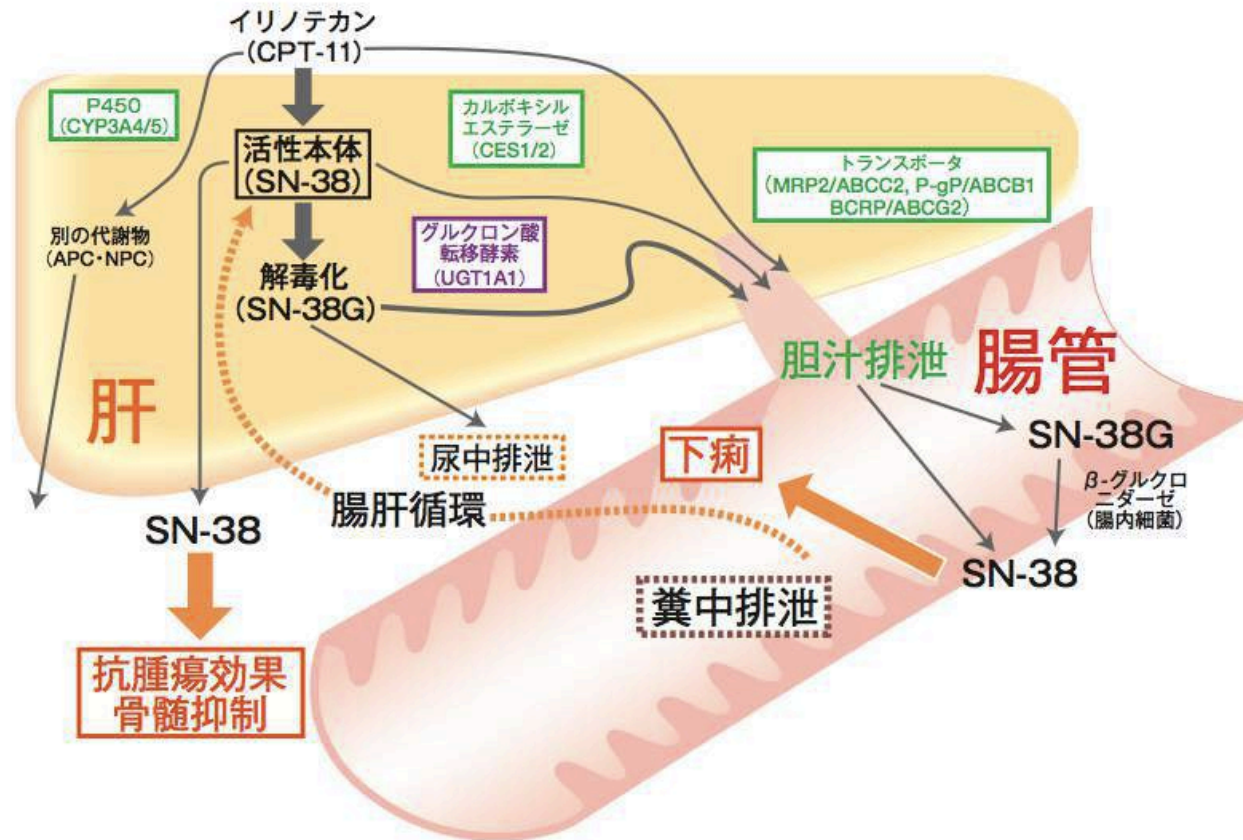 イリノテカン
(CPT-11)
P450
(CYP3A4/5)
カルボキシル
エステラーゼ
(CES1/2)
活性本体
(SN-38)
トランスポータ
(MRP2/ABCC2, P-gP/ABCB1
BCRP/ABCG2)
別の代謝物
(APC・NPC)
グルクロン酸
転移酵素
(UGT1A1)
解毒化
(SN-38G)
肝
胆汁排泄
腸管
尿中排泄
下痢
SN-38G
β-グルクロ
ニダーゼ
(腸内細菌)
腸肝循環
SN-38
SN-38
糞中排泄
抗腫瘍効果
骨髄抑制